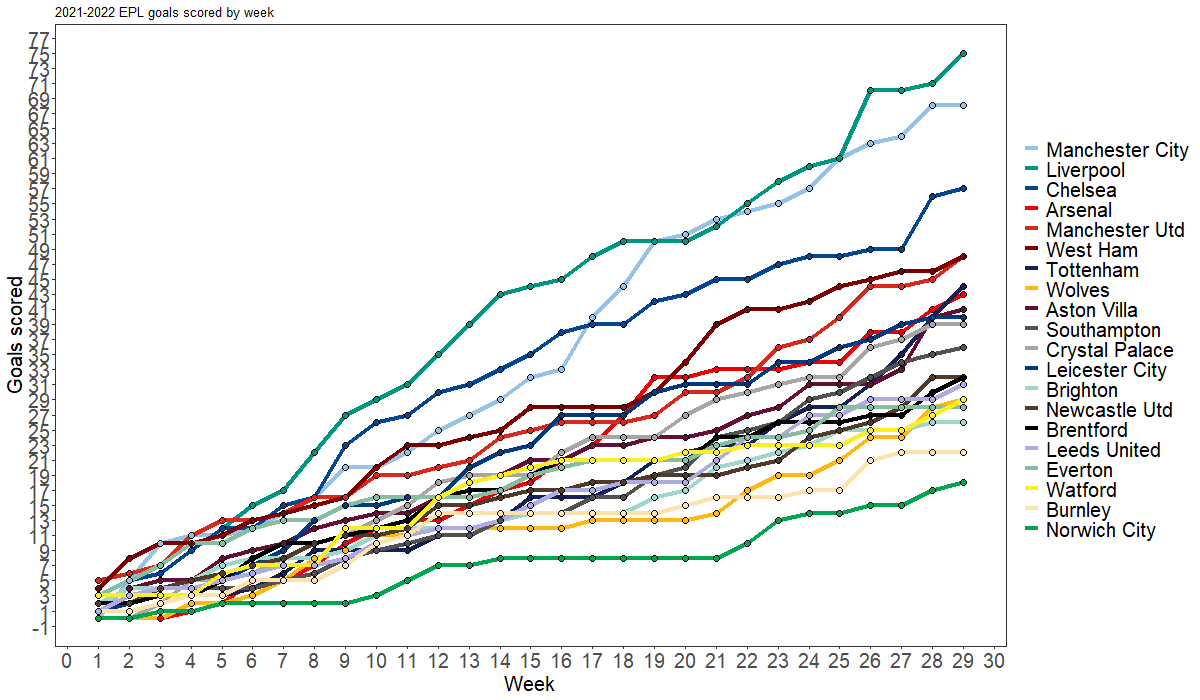 2021-2022 EPL goals scored by week
77
75
73
71
69
67
65
63
61
59
57
55
53
51
49
47
45
43
41
39
37
35
33
31
29
27
25
23
21
19
17
15
13
11
9
7
5
3
1
-1
Goals scored
0 1 2 3 4 5 6 7 8 9 10 11 12 13 14 15 16 17 18 19 20 21 22 23 24 25 26 27 28 29 30
Week
Manchester City
Liverpool
Chelsea
Arsenal
Manchester Utd
West Ham
Tottenham
Wolves
Aston Villa
Southampton
Crystal Palace
Leicester City
Brighton
Newcastle Utd
Brentford
Leeds United
Everton
Watford
Burnley
Norwich City